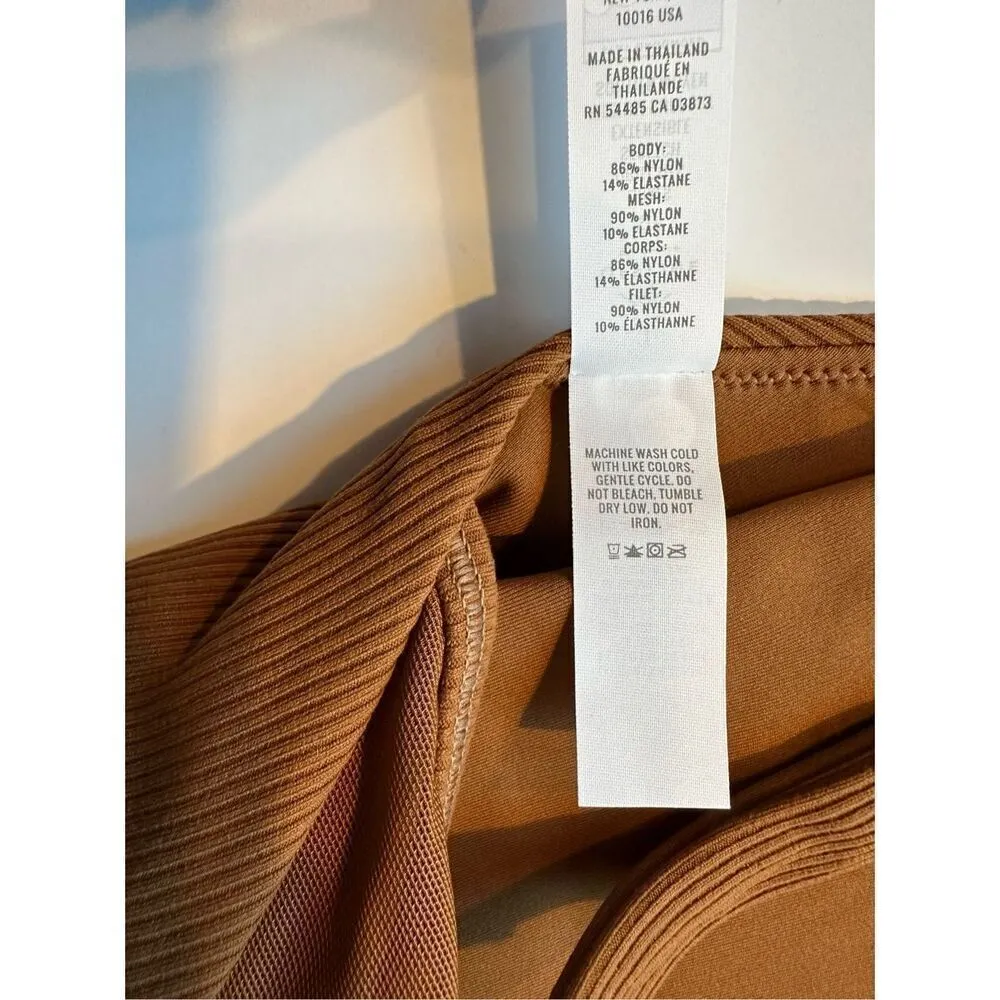 10016 USA
MADE IN THAILAND
FABRIQUÉ EN
THAILANDE
RN 54485 CA 03873
BODY:
86% NYLON
14% ELASTANE
MESH:
90% NYLON
10% ELASTANE
CORPS:
86% NYLON
14% ÉLASTHANNE
FILET:
90% NYLON
10% ÉLASTHANNE
MACHINE WASH COLD
WITH LIKE COLORS,
GENTLE CYCLE, DO
NOT BLEACH, TUMBLE
DRY LOW, DO NOT
IRON.